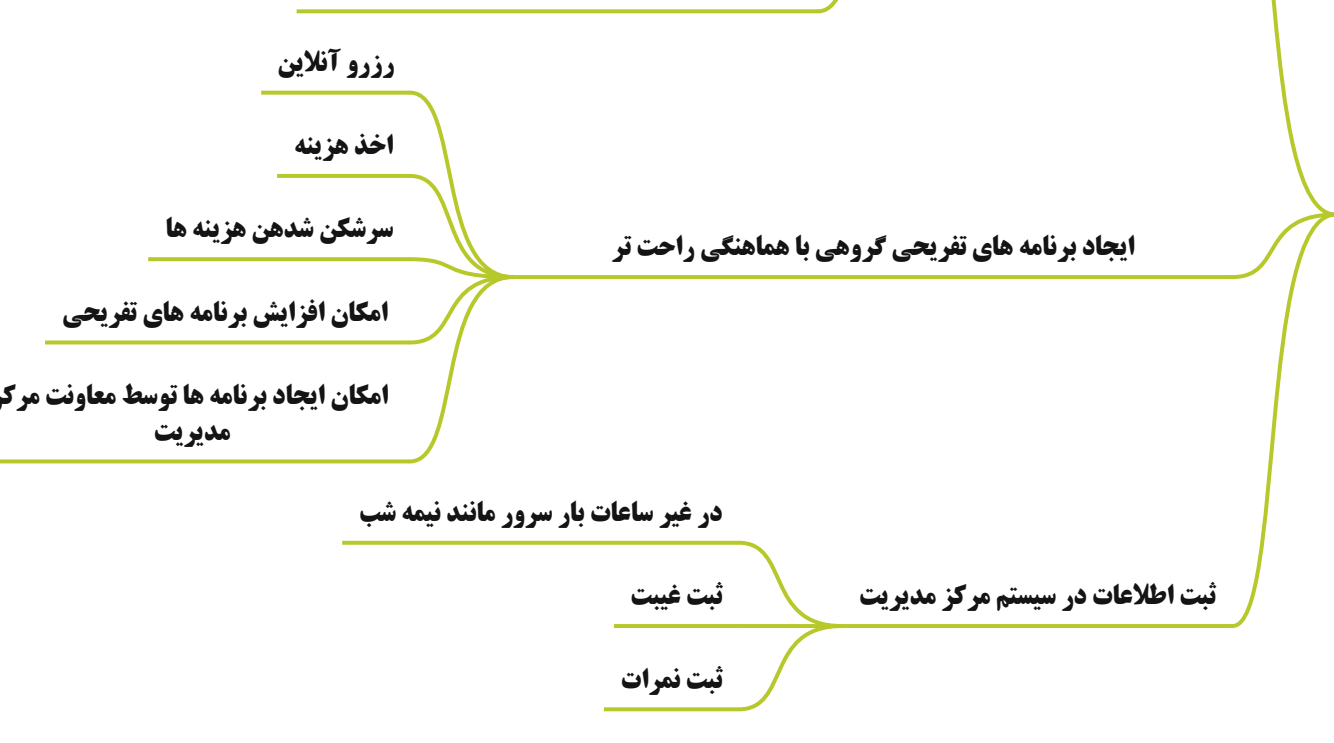 رزرو آنلاین
اخذ هزینه
سرشکن شدهن هزینه ها
امکان افزایش برنامه های تفریحی
امکان ایجاد برنامه ها توسط معاونت
مدیریت
ایجاد برنامه های تفریحی گروهی با هماهنگی راحت تر
در غیر ساعات بار سرور مانند نیمه شب
ثبت غیبت
ثبت نمرات
ثبت اطلاعات در سیستم مرکز مدیریت